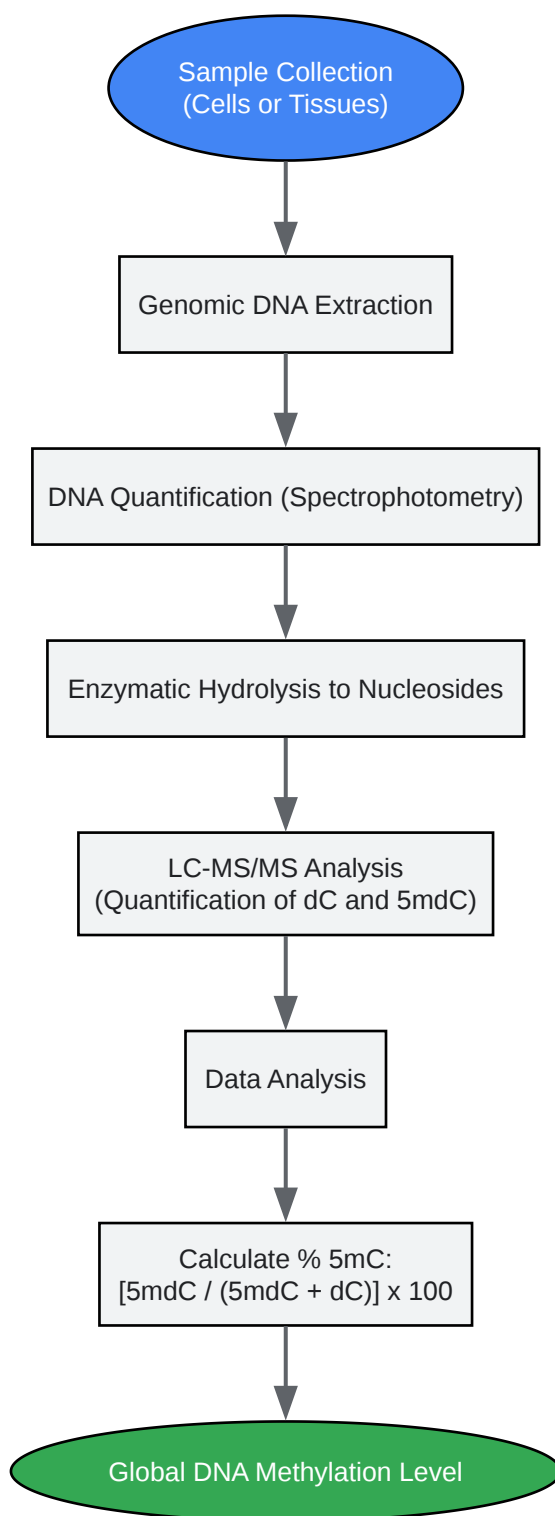 Sample Collection
(Cells or Tissues)
Genomic DNA Extraction
DNA Quantification (Spectrophotometry)
Enzymatic Hydrolysis to Nucleosides
LC-MS/MS Analysis
(Quantification of dC and 5mdC)
Data Analysis
Calculate % 5mC:
[5mdC / (5mdC + dC)] x 100
Global DNA Methylation Level